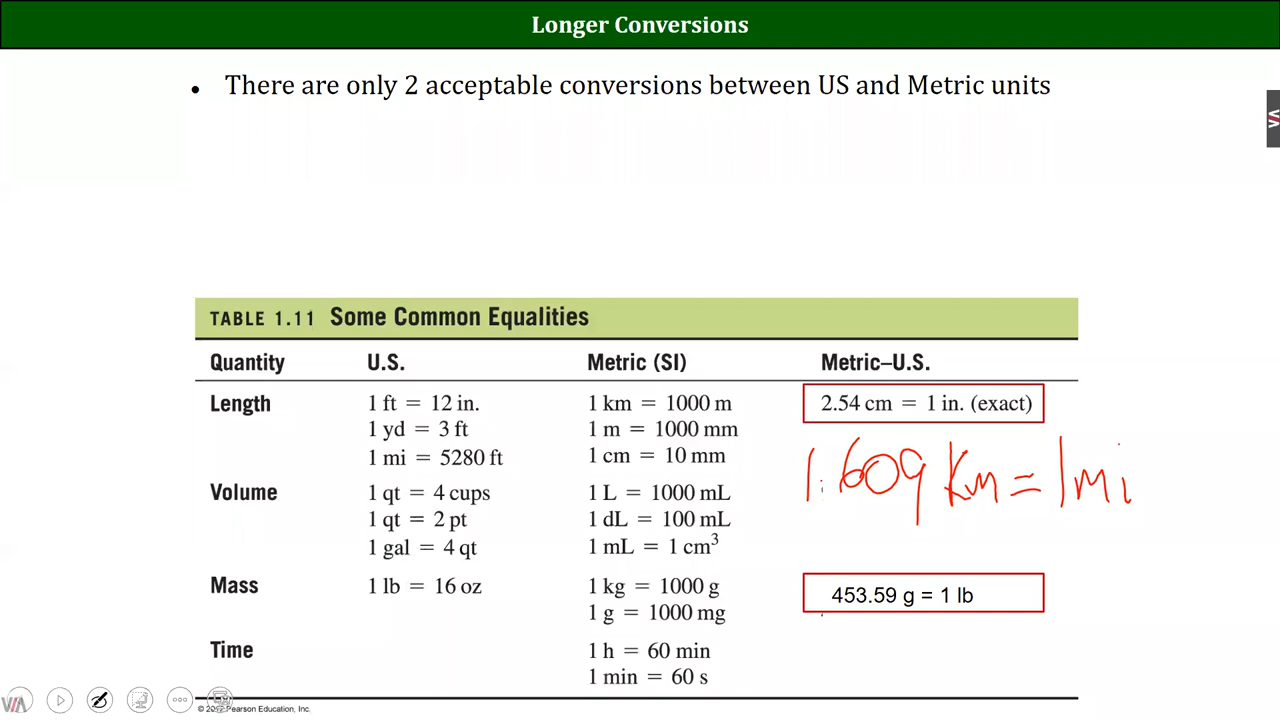 Longer Conversions
• There are only 2 acceptable conversions between US and Metric units
TABLE 1.11 Some Common Equalities
Quantity U.S. Metric (SI) Metric–U.S.
Length 1 ft = 12 in. 1 km = 1000 m 2.54 cm = 1 in. (exact)
1 yd = 3 ft 1 m = 1000 mm
1 mi = 5280 ft 1 cm = 10 mm
1.609 km = 1 mi
Volume 1 qt = 4 cups 1 L = 1000 mL
1 qt = 2 pt 1 dL = 100 mL
1 gal = 4 qt 1 mL = 1 cm³
Mass 1 lb = 16 oz 1 kg = 1000 g 453.59 g = 1 lb
1 g = 1000 mg
Time 1 h = 60 min
1 min = 60 s
Pearson Education, Inc.